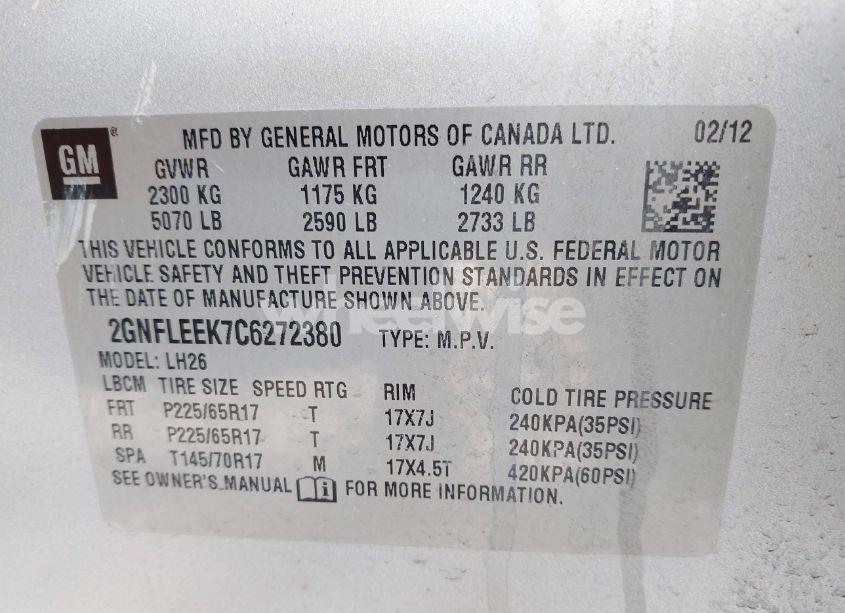 GM ® MFD BY GENERAL MOTORS OF CANADA LTD. 02/12
GVWR GAWR FRT GAWR RR
2300 KG 1175 KG 1240 KG
5070 LB 2590 LB 2733 LB
THIS VEHICLE CONFORMS TO ALL APPLICABLE U.S. FEDERAL MOTOR
VEHICLE SAFETY AND THEFT PREVENTION STANDARDS IN EFFECT ON
THE DATE OF MANUFACTURE SHOWN ABOVE.
wheelwise
2GNFLEEK7C6272380 TYPE: M.P.V.
MODEL: LH26
LBCM TIRE SIZE SPEED RTG RIM COLD TIRE PRESSURE
FRT P225/65R17 T 17X7J 240KPA(35PSI)
RR P225/65R17 T 17X7J 240KPA(35PSI)
SPA T145/70R17 M 17X4.5T 420KPA(60PSI)
SEE OWNER'S MANUAL FOR MORE INFORMATION.